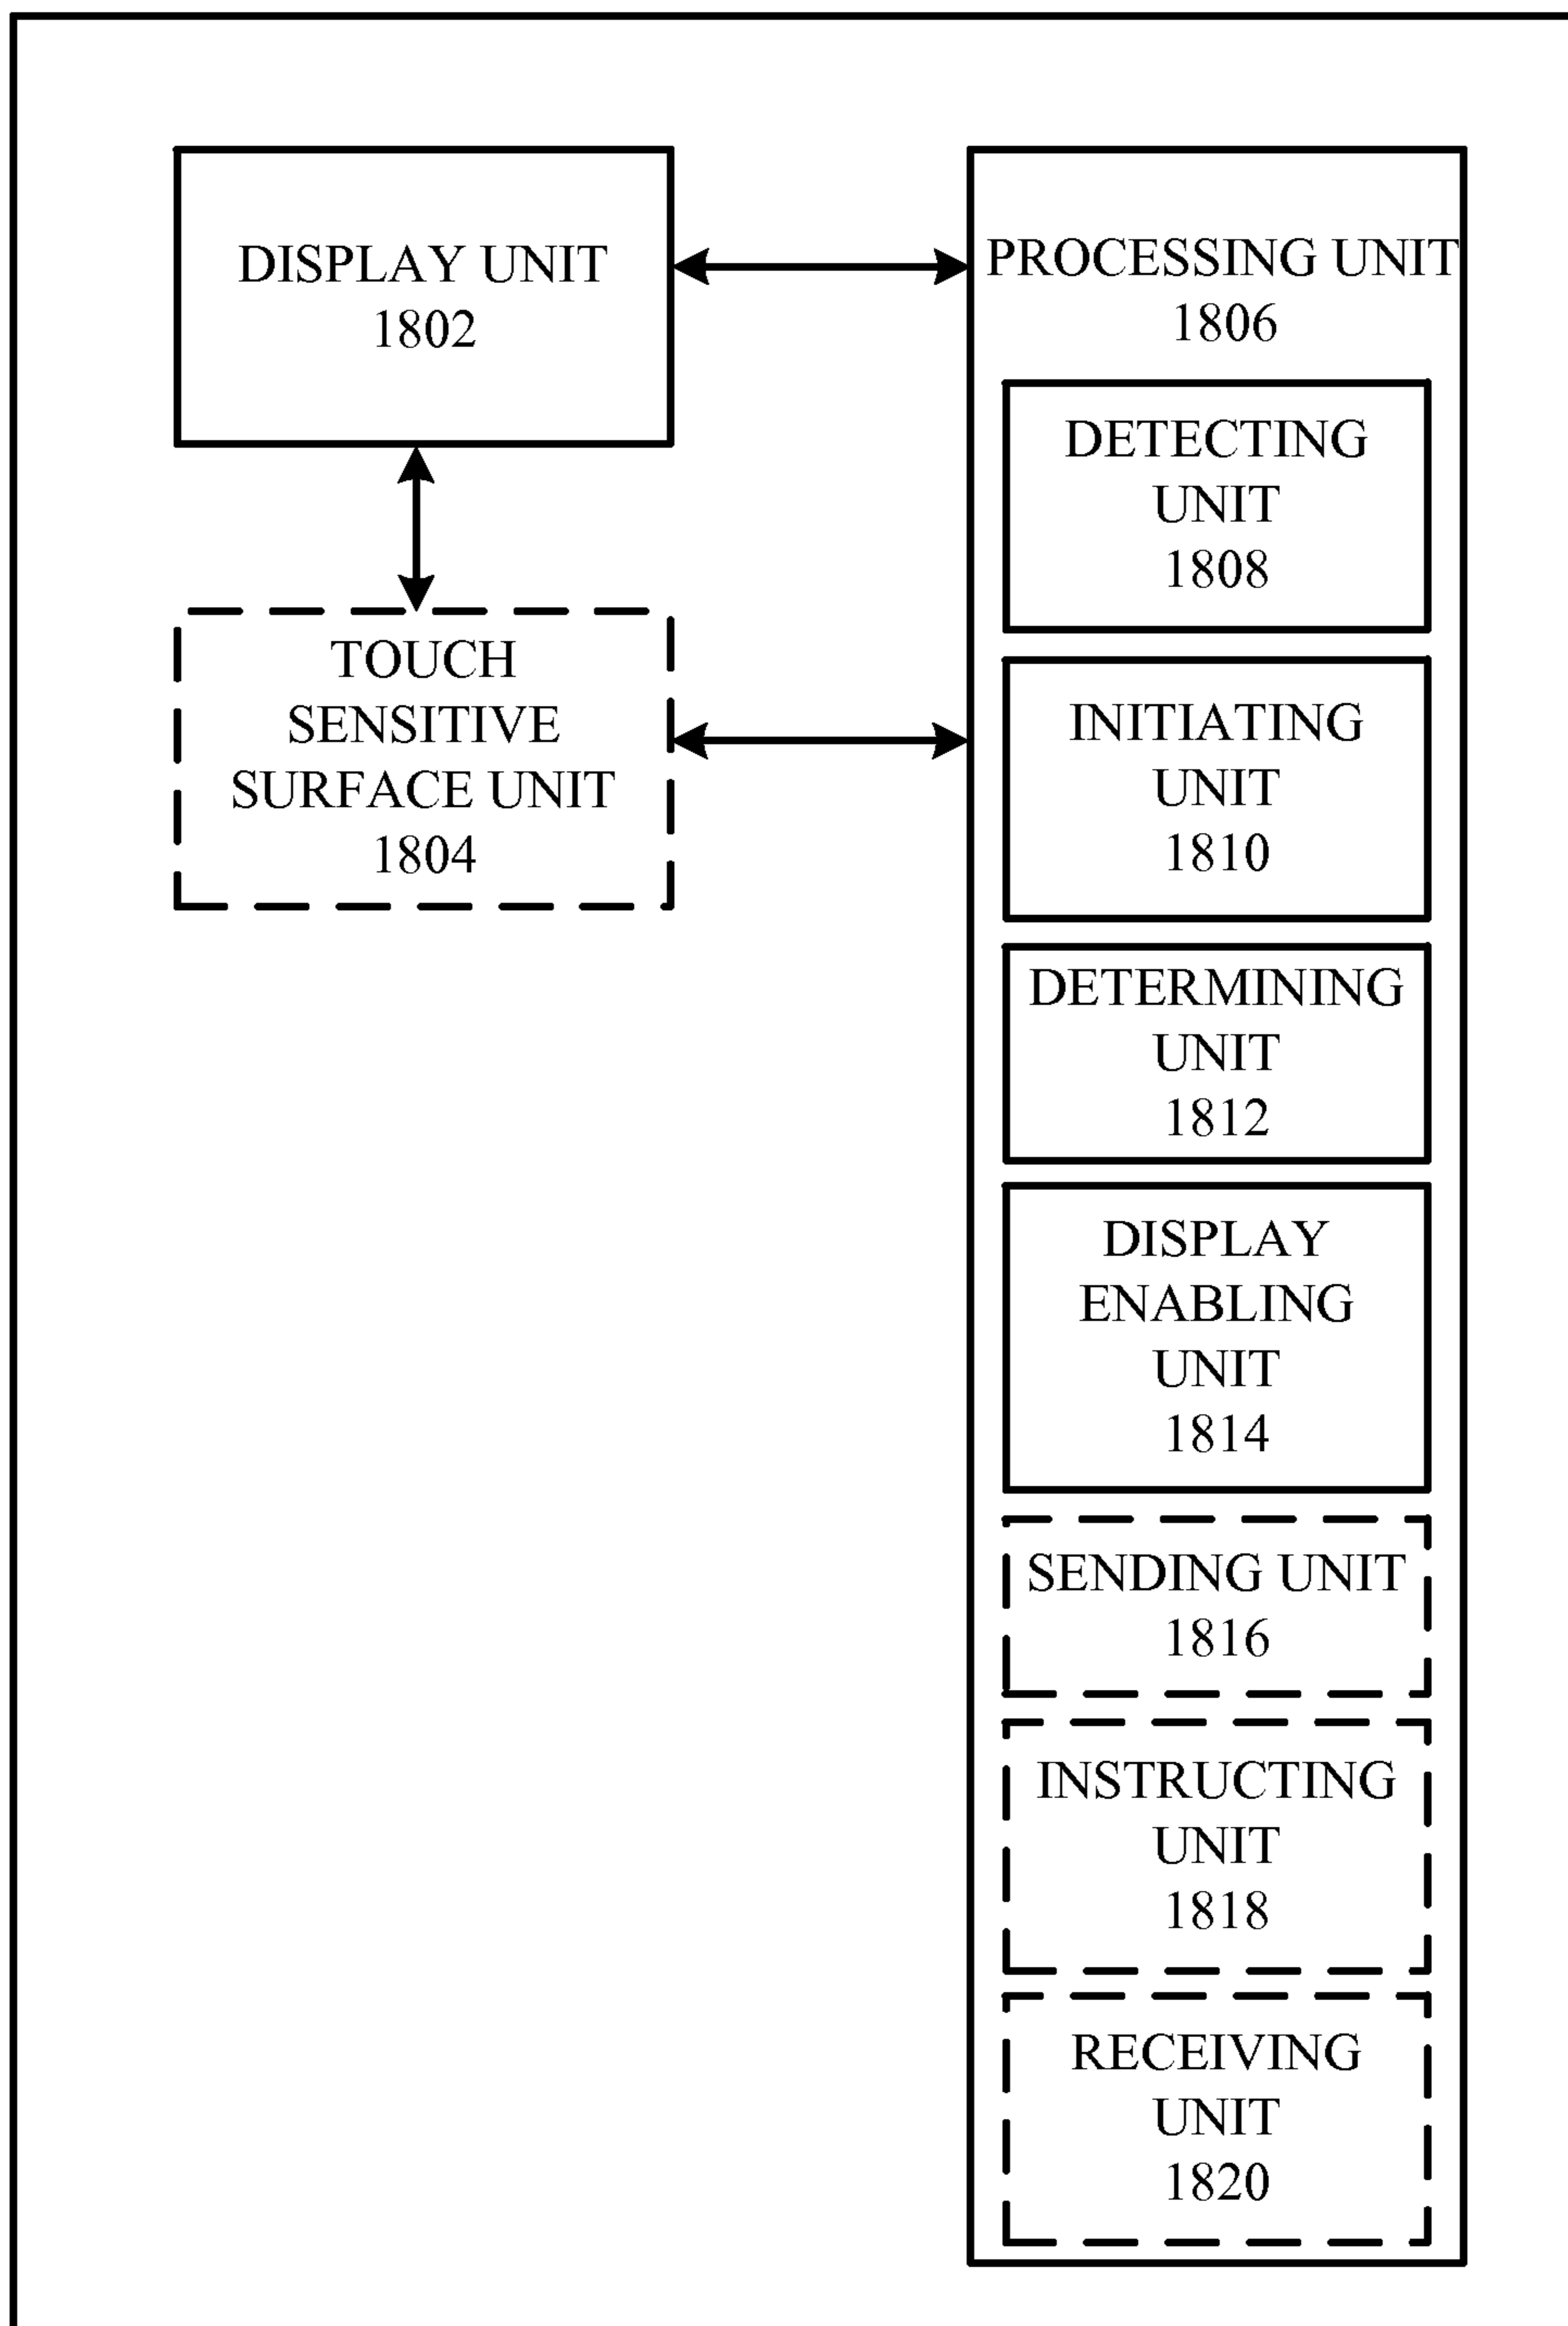 DISPLAY UNIT
1802
TOUCH
SENSITIVE
SURFACE UNIT
1804
PROCESSING UNIT
1806
DETECTING
UNIT
1808
INITIATING
UNIT
1810
DETERMINING
UNIT
1812
DISPLAY
ENABLING
UNIT
1814
SENDING UNIT
1816
INSTRUCTING
UNIT
1818
RECEIVING
UNIT
1820